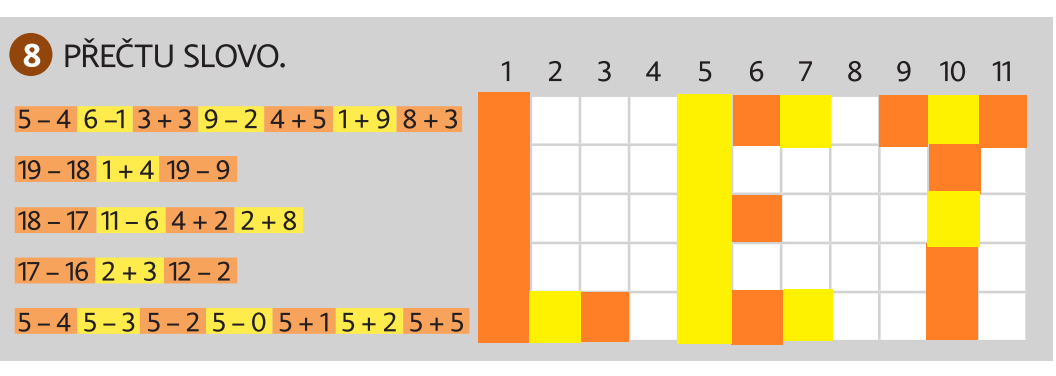 8 PŘEČTU SLOVO.
1 2 3 4 5 6 7 8 9 10 11
5 – 4 6 –1 3 + 3 9 – 2 4 + 5 1 + 9 8 + 3
19 – 18 1 + 4 19 – 9
18 – 17 11 – 6 4 + 2 2 + 8
17 – 16 2 + 3 12 – 2
5 – 4 5 – 3 5 – 2 5 – 0 5 + 1 5 + 2 5 + 5